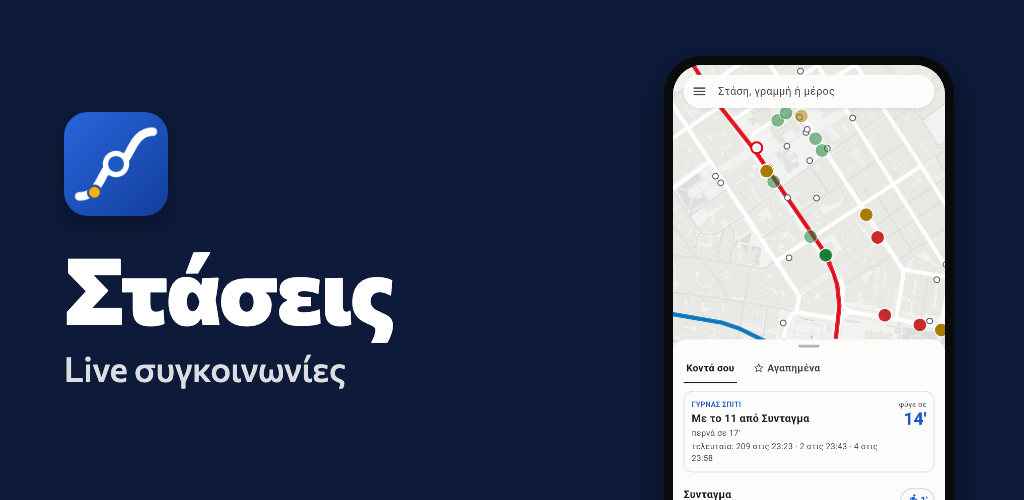 Στάσεις
Live συγκοινωνίες
Στάση, γραμμή ή μέρος
Κοντά σου
Αγαπημένα
ΓΥΡΝΑΣ ΣΠΙΤΙ
φύγε σε
Με το 11 από Συνταγμα
14'
περνά σε 17'
τελευταία: 209 στις 23:23 · 2 στις 23:43 · 4 στις
23:58
Συνταγμα
1'